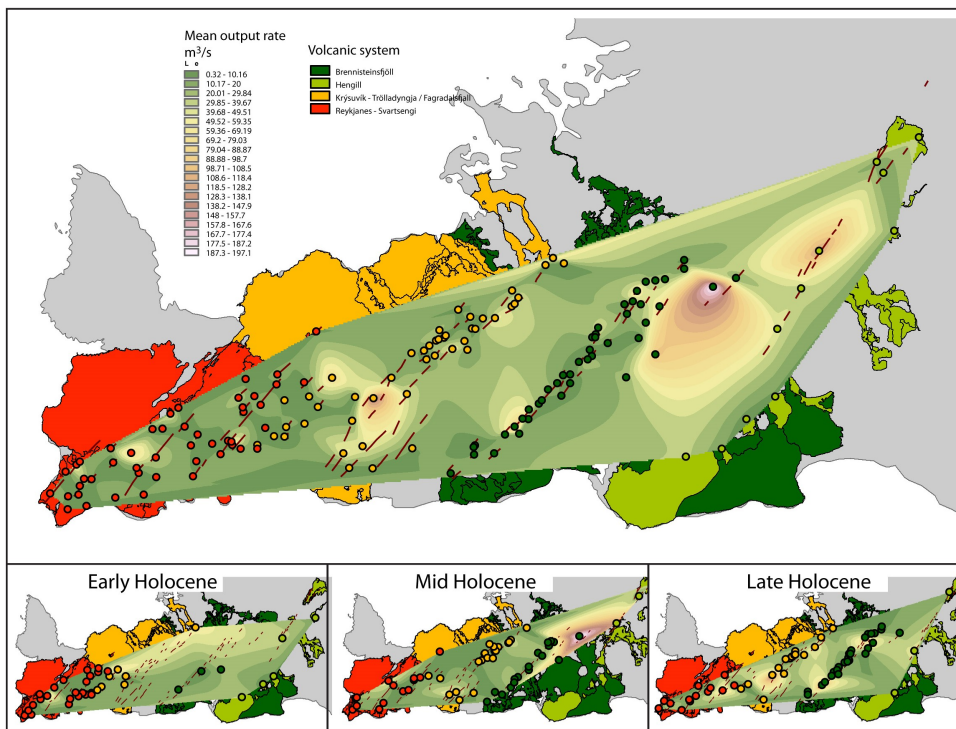 Mean output rate
m³/s
L e
0.32 - 10.16
10.17 - 20
20.01 - 29.84
29.85 - 39.67
39.68 - 49.51
49.52 - 59.35
59.36 - 69.19
69.2 - 79.03
79.04 - 88.87
88.88 - 98.7
98.71 - 108.5
108.6 - 118.4
118.5 - 128.2
128.3 - 138.1
138.2 - 147.9
148 - 157.7
157.8 - 167.6
167.7 - 177.4
177.5 - 187.2
187.3 - 197.1
Volcanic system
Brennisteinsfjöll
Hengill
Krýsuvík - Trölladyngja / Fagradalsfjall
Reykjanes - Svartsengi
Early Holocene
Mid Holocene
Late Holocene